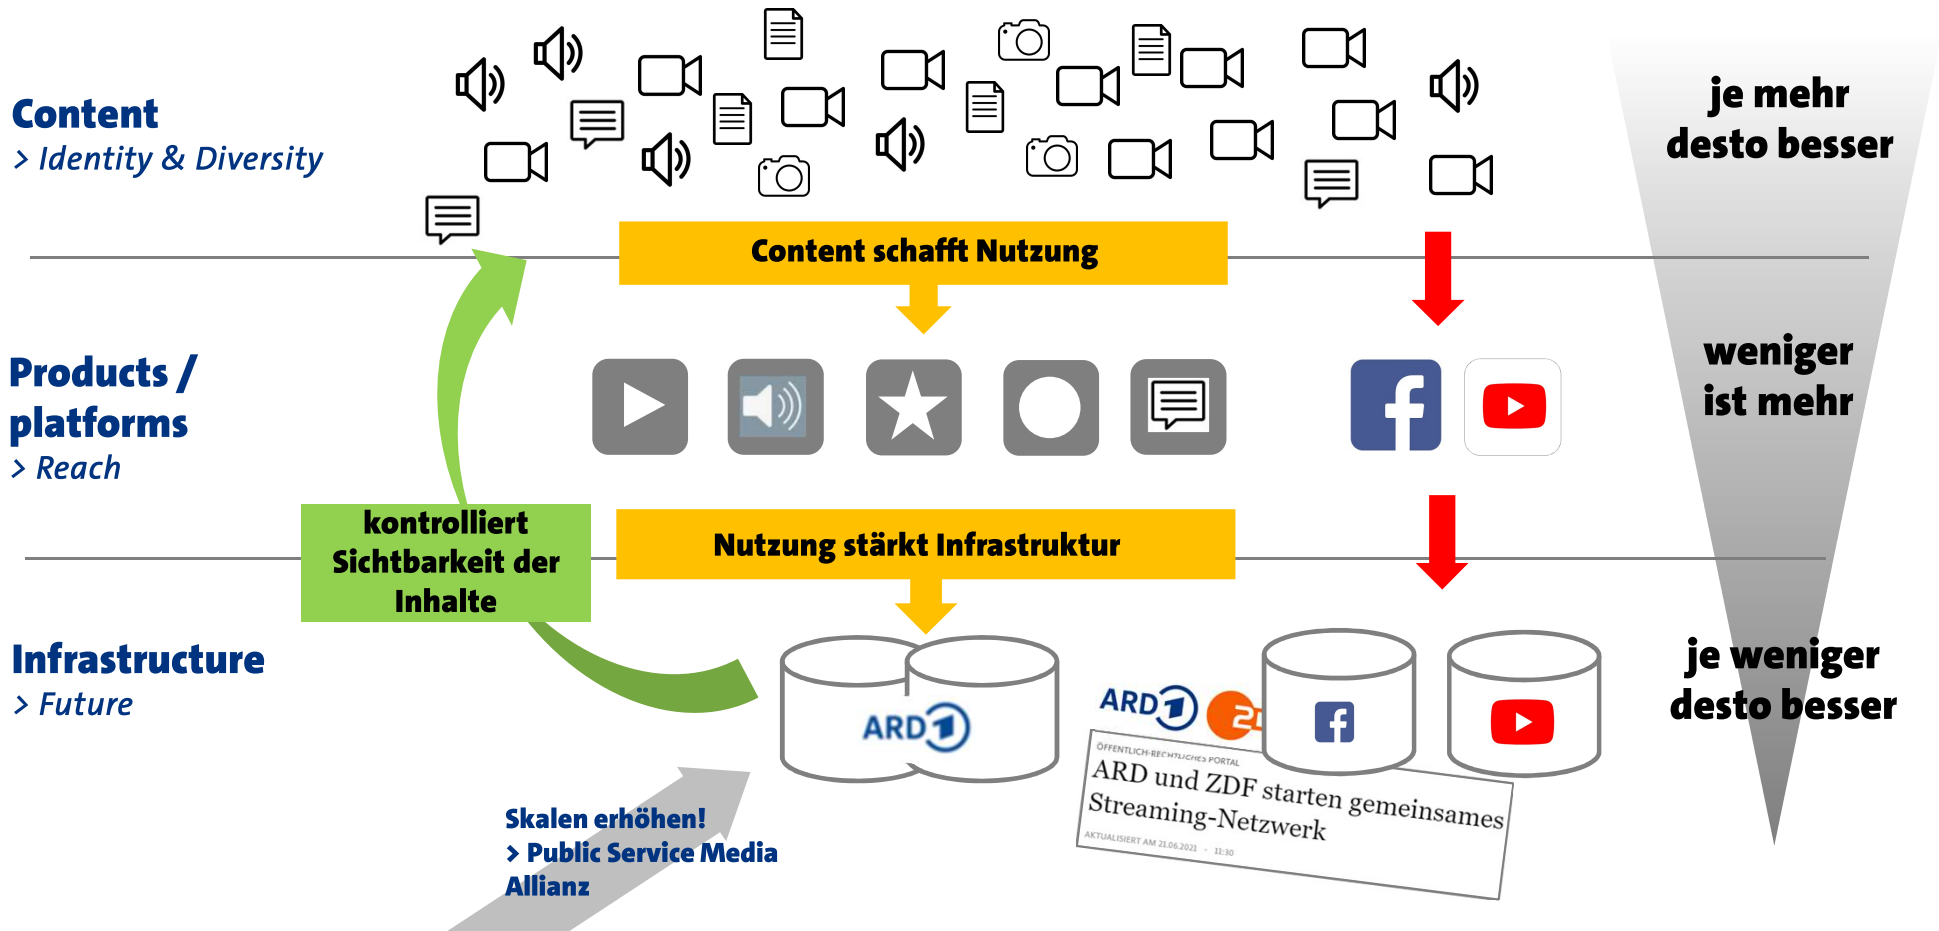 Content
> Identity & Diversity
je mehr
desto besser
Content schafft Nutzung
Products /
platforms
> Reach
weniger
ist mehr
kontrolliert
Sichtbarkeit der
Inhalte
Nutzung stärkt Infrastruktur
Infrastructure
> Future
je weniger
desto besser
ARD 1
ARD 1
ÖFFENTLICH-RECHTLICHES PORTAL
ARD und ZDF starten gemeinsames
Streaming-Netzwerk
AKTUALISIERT AM 21.06.2021 - 11:30
Skalen erhöhen!
> Public Service Media
Allianz